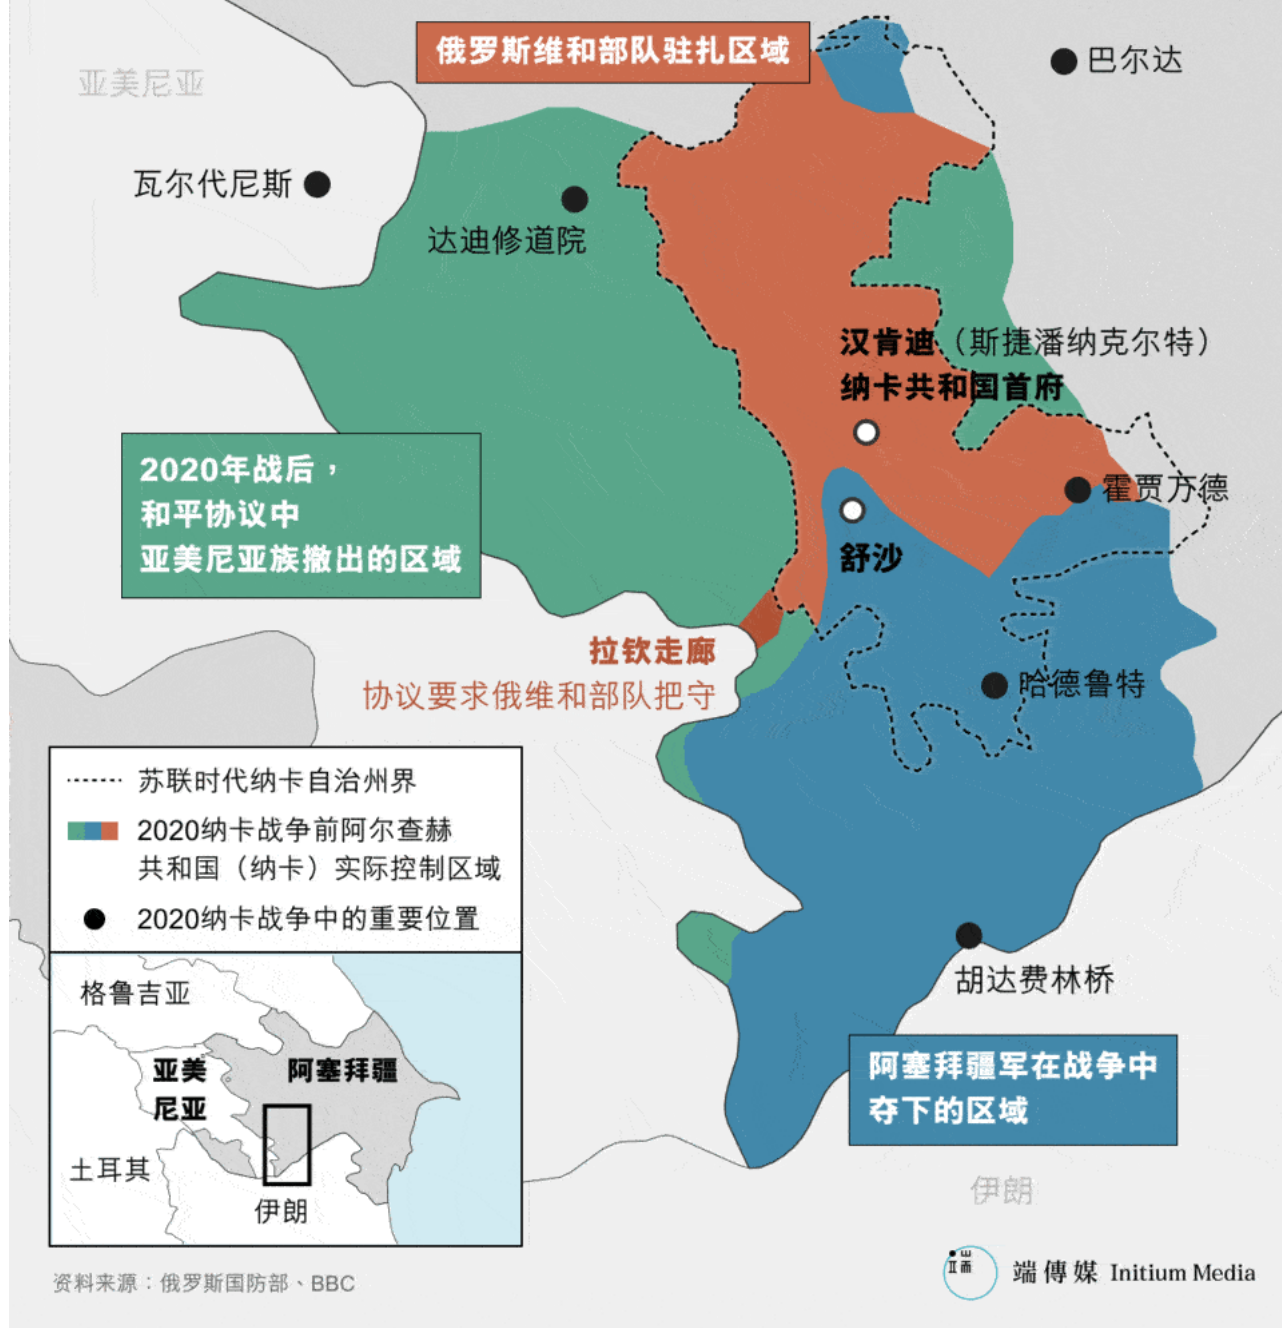 俄罗斯维和部队驻扎区域
亚美尼亚
巴尔达
瓦尔代尼斯
达迪修道院
汉肯迪（斯捷潘纳克尔特）
纳卡共和国首府
2020年战后，
和平协议中
亚美尼亚族撤出的区域
霍贾万德
舒沙
拉钦走廊
协议要求俄维和部队把守
哈德鲁特
苏联时代纳卡自治州界
2020纳卡战争前阿尔查赫
共和国（纳卡）实际控制区域
2020纳卡战争中的重要位置
胡达费林桥
格鲁吉亚
亚美
尼亚
阿塞拜疆
土耳其
伊朗
阿塞拜疆军在战争中
夺下的区域
伊朗
资料来源：俄罗斯国防部、BBC
端傳媒 Initium Media